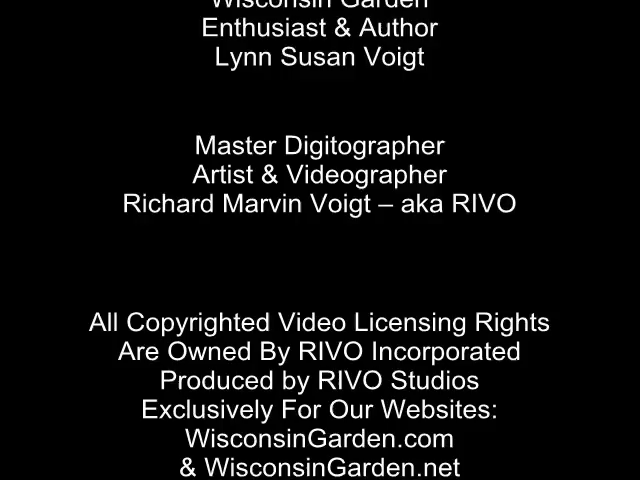 Wisconsin Garden
Enthusiast & Author
Lynn Susan Voigt
Master Digitographer
Artist & Videographer
Richard Marvin Voigt – aka RIVO
All Copyrighted Video Licensing Rights
Are Owned By RIVO Incorporated
Produced by RIVO Studios
Exclusively For Our Websites:
WisconsinGarden.com
& WisconsinGarden.net